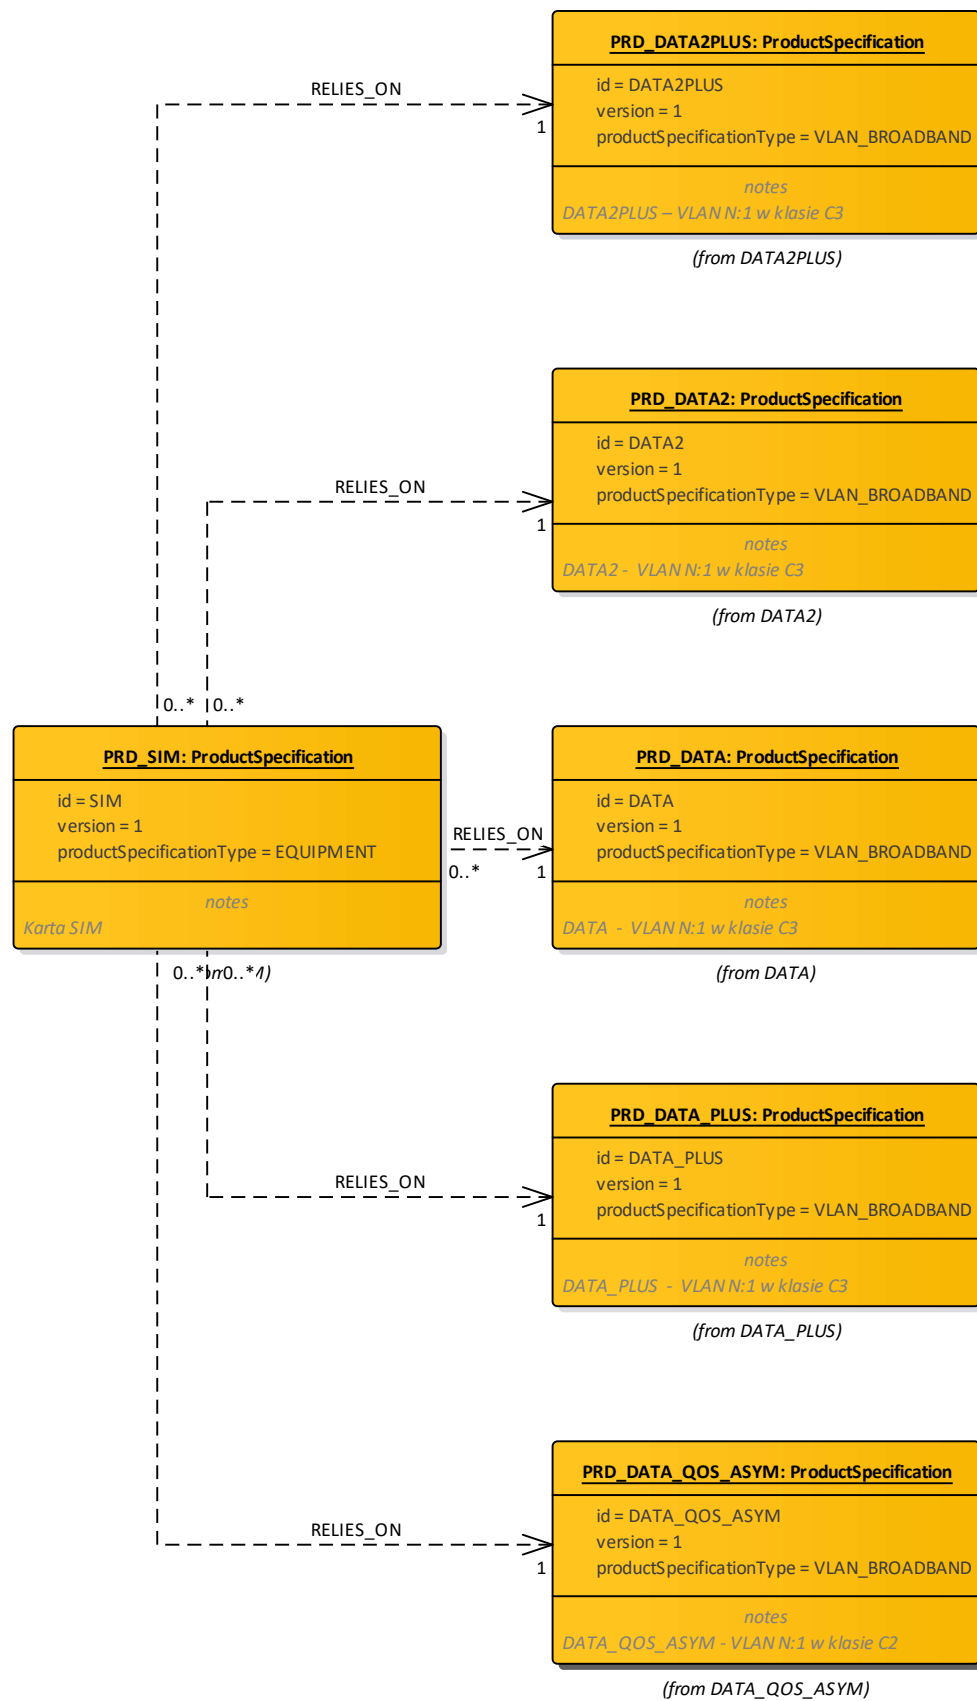 PRD_DATA2PLUS: ProductSpecification
id = DATA2PLUS
version = 1
productSpecificationType = VLAN_BROADBAND
notes
DATA2PLUS – VLAN N:1 w klasie C3
(from DATA2PLUS)
RELIES_ON
1
PRD_DATA2: ProductSpecification
id = DATA2
version = 1
productSpecificationType = VLAN_BROADBAND
notes
DATA2 - VLAN N:1 w klasie C3
(from DATA2)
RELIES_ON
1
0..*
0..*
PRD_SIM: ProductSpecification
id = SIM
version = 1
productSpecificationType = EQUIPMENT
notes
Karta SIM
0..*
0..*
RELIES_ON
0..*
1
PRD_DATA: ProductSpecification
id = DATA
version = 1
productSpecificationType = VLAN_BROADBAND
notes
DATA - VLAN N:1 w klasie C3
(from DATA)
RELIES_ON
1
PRD_DATA_PLUS: ProductSpecification
id = DATA_PLUS
version = 1
productSpecificationType = VLAN_BROADBAND
notes
DATA_PLUS - VLAN N:1 w klasie C3
(from DATA_PLUS)
RELIES_ON
1
PRD_DATA_QOS_ASYM: ProductSpecification
id = DATA_QOS_ASYM
version = 1
productSpecificationType = VLAN_BROADBAND
notes
DATA_QOS_ASYM - VLAN N:1 w klasie C2
(from DATA_QOS_ASYM)